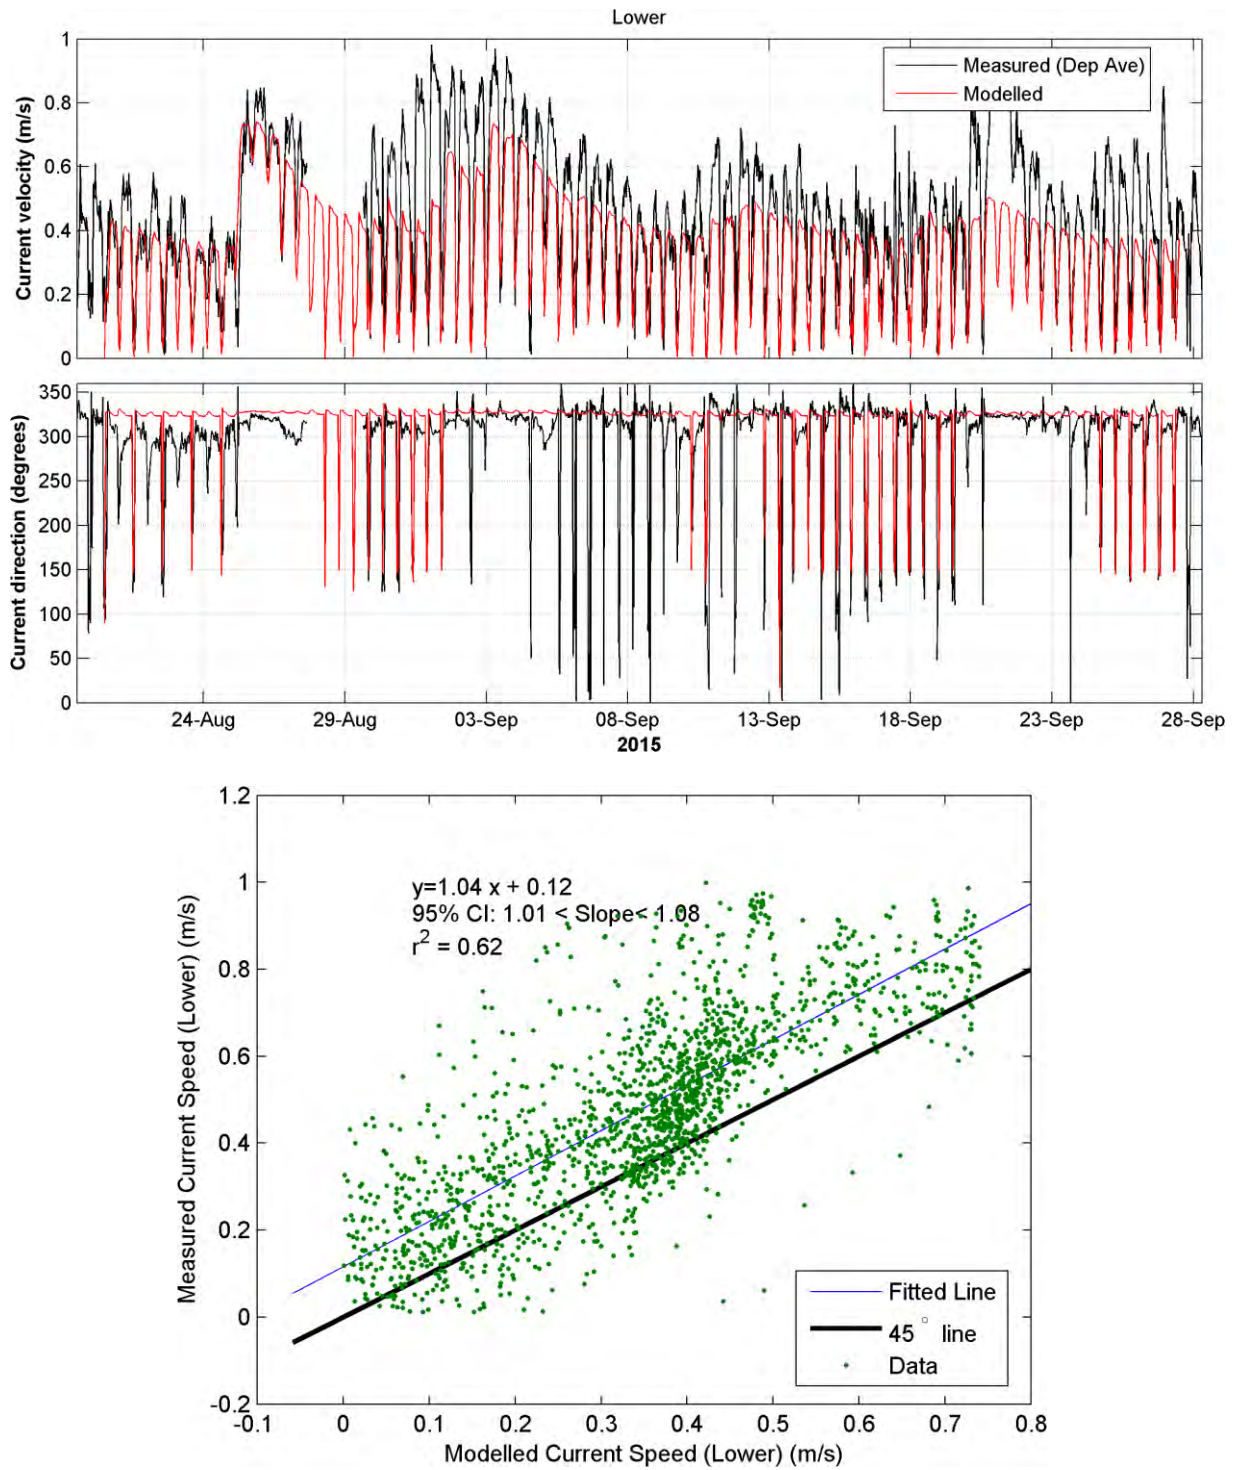 Lower
Current velocity (m/s)
1
0.8
0.6
0.4
0.2
0
Measured (Dep Ave)
Modelled
Current direction (degrees)
350
300
250
200
150
100
50
0
24-Aug 29-Aug 03-Sep 08-Sep 13-Sep 18-Sep 23-Sep 28-Sep
2015
Measured Current Speed (Lower) (m/s)
1.2
1
0.8
0.6
0.4
0.2
0
-0.2
y=1.04 x + 0.12
95% CI: 1.01 < Slope< 1.08
r² = 0.62
Fitted Line
45° line
Data
-0.1 0 0.1 0.2 0.3 0.4 0.5 0.6 0.7 0.8
Modelled Current Speed (Lower) (m/s)